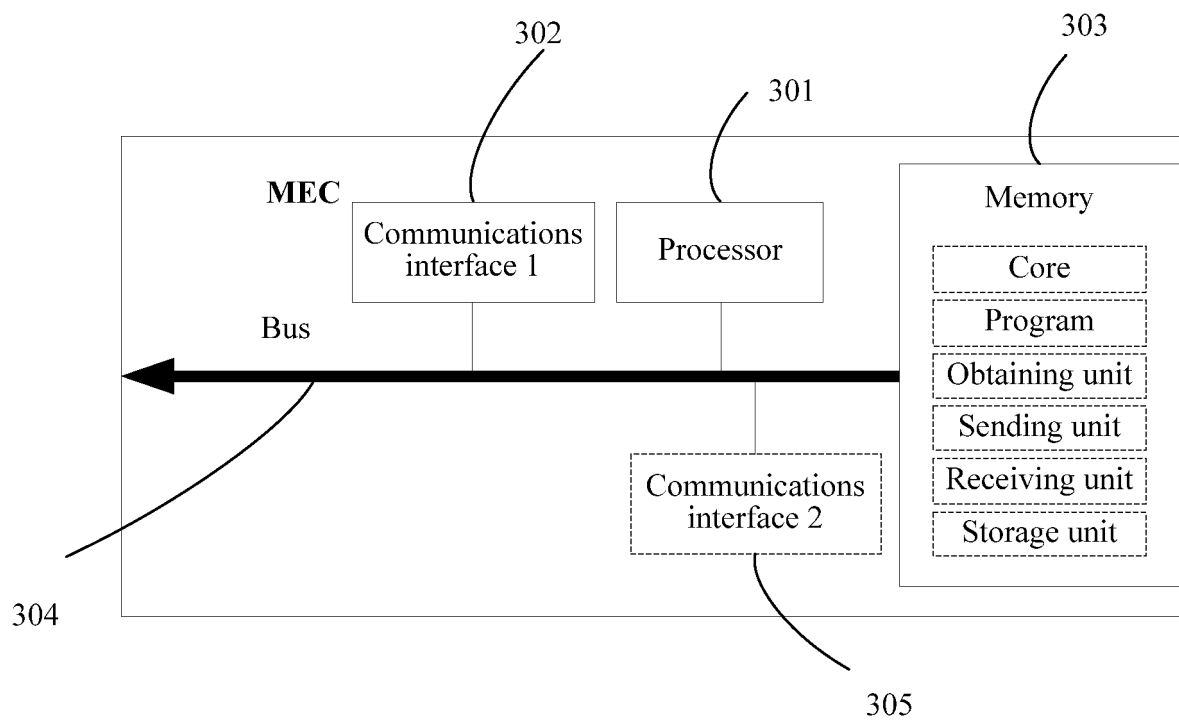 302
303
301
MEC
Communications
interface 1
Processor
Memory
Core
Program
Obtaining unit
Sending unit
Receiving unit
Storage unit
Bus
Communications
interface 2
304
305